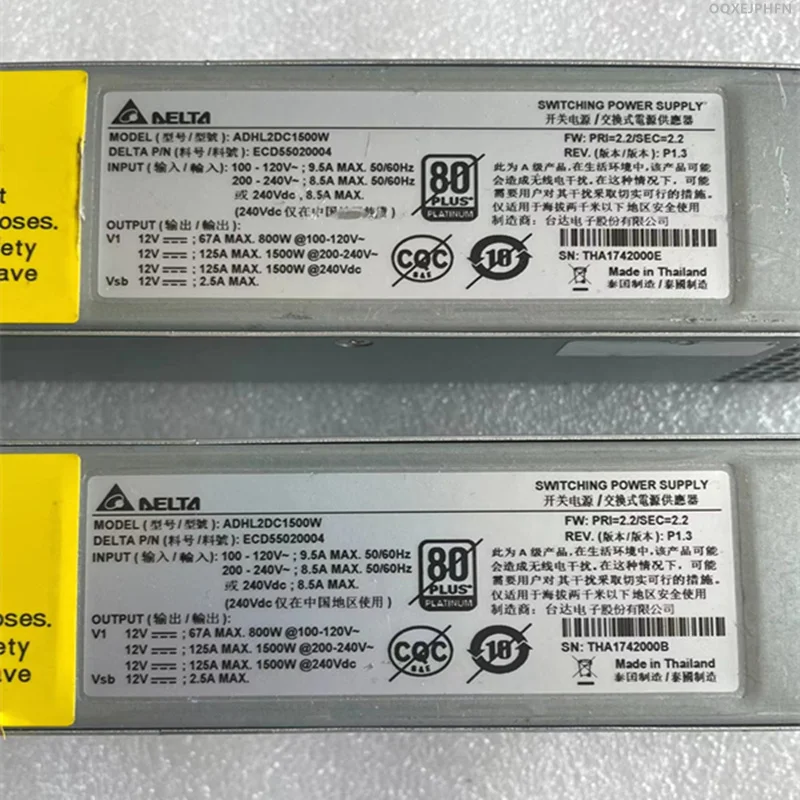 OQXEJPHFN
t
oses.
ety
ave
DELTA
SWITCHING POWER SUPPLY
开关电源 / 交换式電源供應器
MODEL (型号/型號): ADHL2DC1500W
FW: PRI=2.2/SEC=2.2
DELTA P/N (料号/料號): ECD55020004
REV. (版本/版本): P1.3
INPUT (输入/輸入): 100 - 120V~ ; 9.5A MAX. 50/60Hz
200 - 240V~ ; 8.5A MAX. 50/60Hz
或 240Vdc , 8.5A MAX.
(240Vdc 仅在中国
80
PLUS
PLATINUM
此为 A 级产品, 在生活环境中, 该产品可能
会造成无线电干扰. 在这种情况下, 可能
需要用户对其干扰采取切实可行的措施.
仅适用于海拔两千米以下地区安全使用
制造商: 台达电子股份有限公司
OUTPUT (输出/輸出):
V1 12V ; 67A MAX. 800W @100-120V~
12V ; 125A MAX. 1500W @200-240V~
12V ; 125A MAX. 1500W @240Vdc
Vsb 12V ; 2.5A MAX.
CQC
S&E
10
SN: THA1742000E
Made in Thailand
泰国制造 / 泰國製造
oses.
ety
ave
DELTA
SWITCHING POWER SUPPLY
开关电源 / 交換式電源供應器
MODEL (型号/型號): ADHL2DC1500W
FW: PRI=2.2/SEC=2.2
DELTA P/N (料号/料號): ECD55020004
REV. (版本/版本): P1.3
INPUT (输入/輸入): 100 - 120V~ ; 9.5A MAX. 50/60Hz
200 - 240V~ ; 8.5A MAX. 50/60Hz
或 240Vdc ; 8.5A MAX.
(240Vdc 仅在中国地区使用)
80
PLUS
PLATINUM
此为 A 级产品, 在生活环境中, 该产品可能
会造成无线电干扰. 在这种情况下, 可能
需要用户对其干扰采取切实可行的措施.
仅适用于海拔两千米以下地区安全使用
制造商: 台达电子股份有限公司
OUTPUT (输出/輸出):
V1 12V ; 67A MAX. 800W @100-120V~
12V ; 125A MAX. 1500W @200-240V~
12V ; 125A MAX. 1500W @240Vdc
Vsb 12V ; 2.5A MAX.
CQC
S&E
10
SN: THA1742000B
Made in Thailand
泰国制造 / 泰國製造